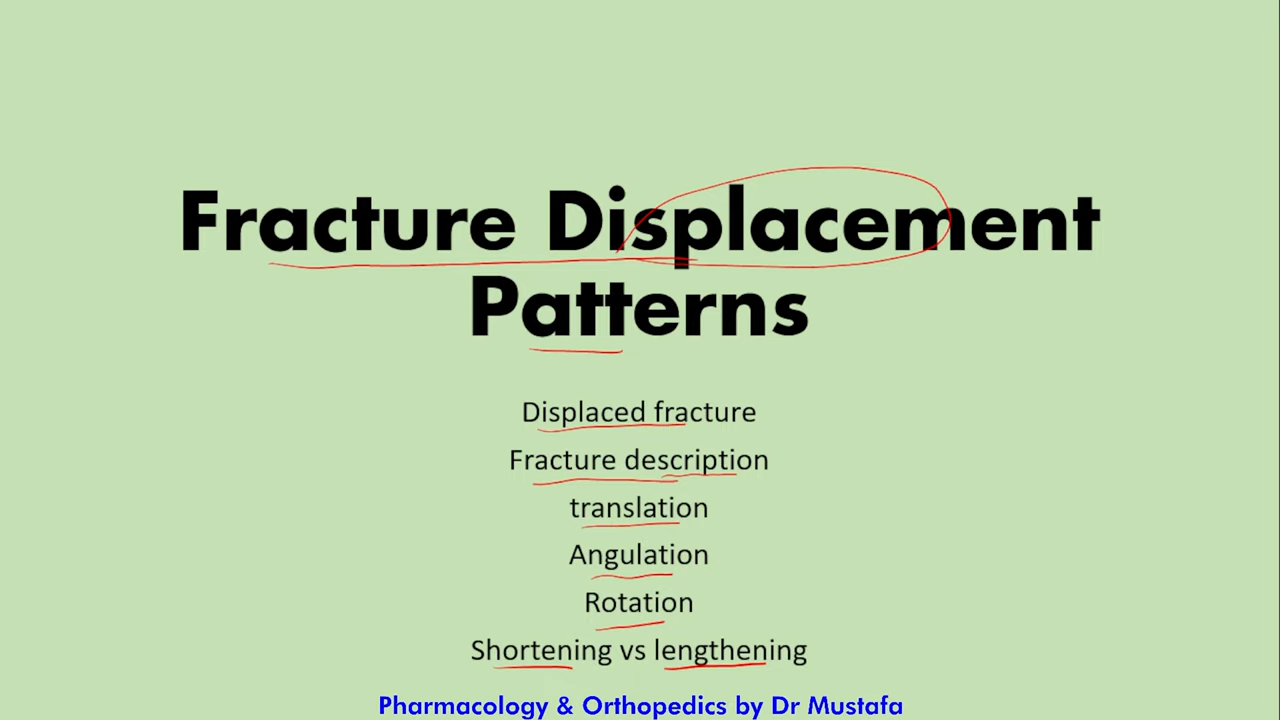 Fracture Displacement
Patterns
Displaced fracture
Fracture description
translation
Angulation
Rotation
Shortening vs lengthening
Pharmacology & Orthopedics by Dr Mustafa